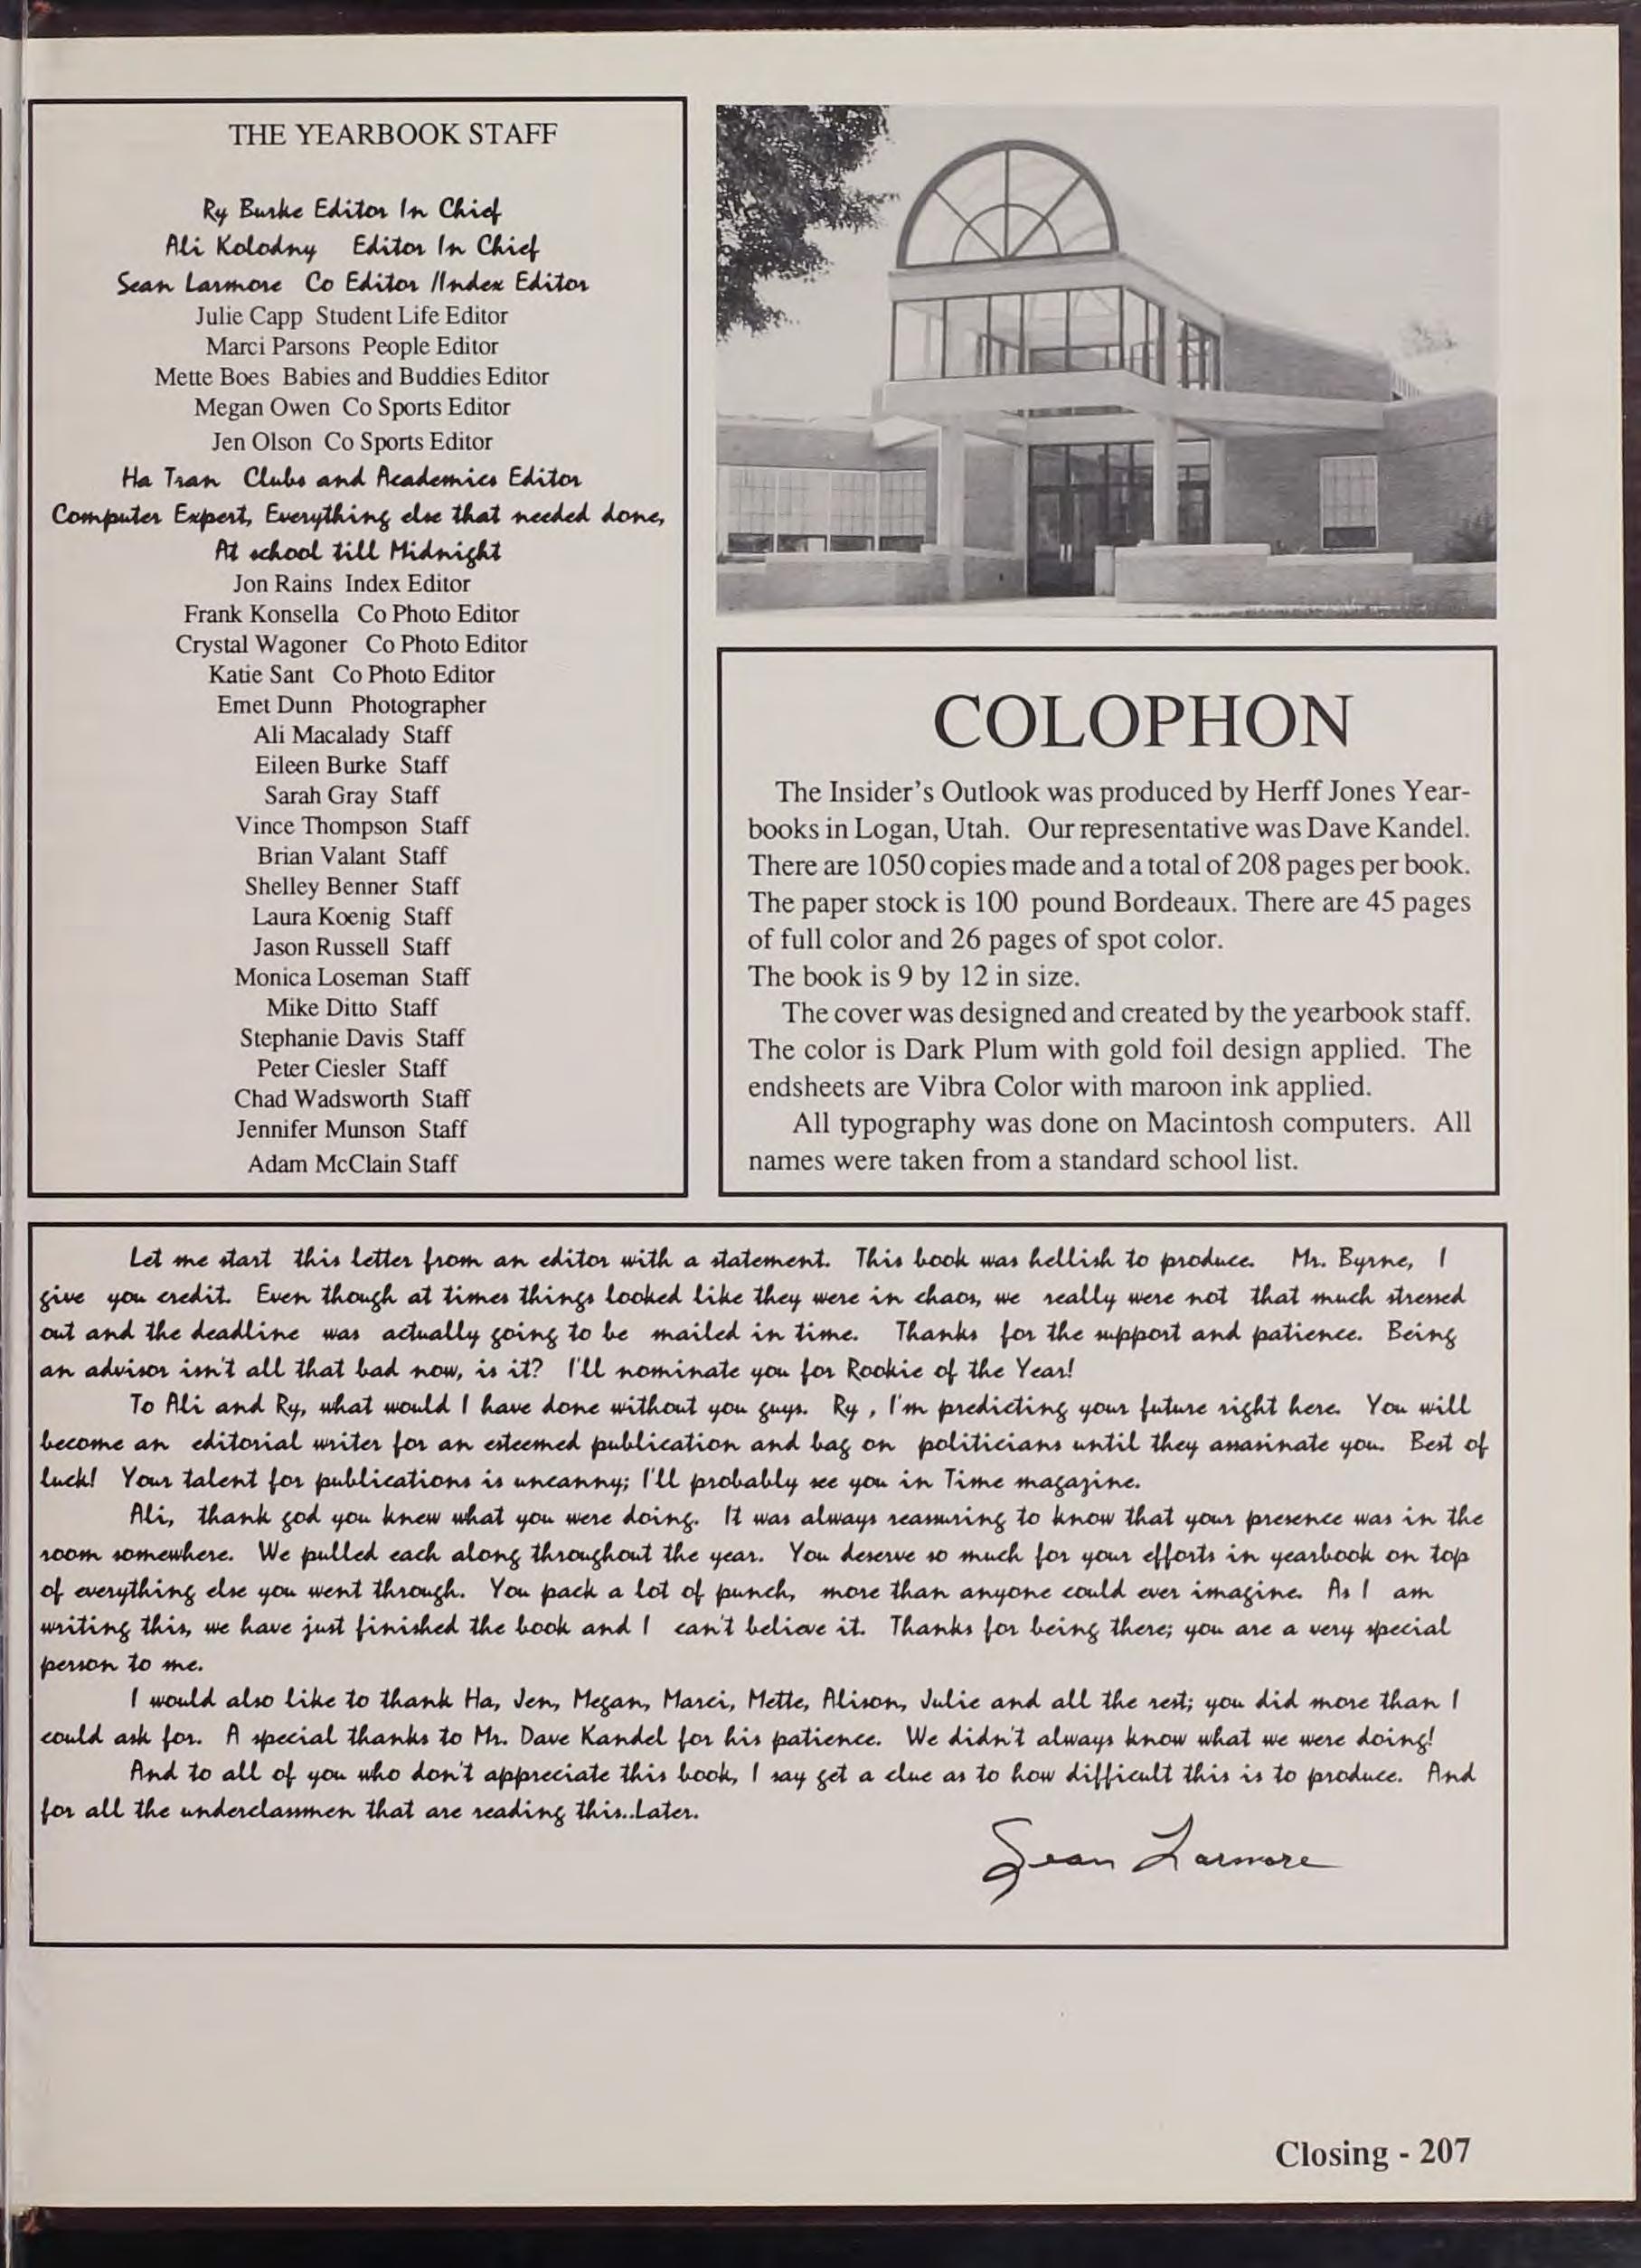 THE YEARBOOK STAFF
Ry Burke Editor In Chief
Ali Kolodny Editor In Chief
Sean Larmore Co Editor /Index Editor
Julie Capp Student Life Editor
Marci Parsons People Editor
Mette Boes Babies and Buddies Editor
Megan Owen Co Sports Editor
Jen Olson Co Sports Editor
Ha Tran Clubs and Academics Editor
Computer Expert, Everything else that needed done,
At school till Midnight
Jon Rains Index Editor
Frank Konsella Co Photo Editor
Crystal Wagoner Co Photo Editor
Katie Sant Co Photo Editor
Emet Dunn Photographer
Ali Macalady Staff
Eileen Burke Staff
Sarah Gray Staff
Vince Thompson Staff
Brian Valant Staff
Shelley Benner Staff
Laura Koenig Staff
Jason Russell Staff
Monica Loseman Staff
Mike Ditto Staff
Stephanie Davis Staff
Peter Ciesler Staff
Chad Wadsworth Staff
Jennifer Munson Staff
Adam McClain Staff
COLOPHON
The Insider's Outlook was produced by Herff Jones Year-
books in Logan, Utah. Our representative was Dave Kandel.
There are 1050 copies made and a total of 208 pages per book.
The paper stock is 100 pound Bordeaux. There are 45 pages
of full color and 26 pages of spot color.
The book is 9 by 12 in size.
The cover was designed and created by the yearbook staff.
The color is Dark Plum with gold foil design applied. The
endsheets are Vibra Color with maroon ink applied.
All typography was done on Macintosh computers. All
names were taken from a standard school list.
Let me start this letter from an editor with a statement. This book was hellish to produce. Mr. Byrne, I
give you credit. Even though at times things looked like they were in chaos, we really were not that much stressed
out and the deadline was actually going to be mailed in time. Thanks for the support and patience. Being
an advisor isn't all that bad now, is it? I'll nominate you for Rookie of the Year!
To Ali and Ry, what would I have done without you guys. Ry , I'm predicting your future right here. You will
become an editorial writer for an esteemed publication and bag on politicians until they assasinate you. Best of
luck! Your talent for publications is uncanny; I'll probably see you in Time magazine.
Ali, thank god you knew what you were doing. It was always reassuring to know that your presence was in the
room somewhere. We pulled each along throughout the year. You deserve so much for your efforts in yearbook on top
of everything else you went through. You pack a lot of punch, more than anyone could ever imagine. As I am
writing this, we have just finished the book and I can't believe it. Thanks for being there; you are a very special
person to me.
I would also like to thank Ha, Jen, Megan, Marci, Mette, Alison, Julie and all the rest; you did more than I
could ask for. A special thanks to Mr. Dave Kandel for his patience. We didn't always know what we were doing!
And to all of you who don't appreciate this book, I say get a clue as to how difficult this is to produce. And
for all the underclassmen that are reading this..Later.
Sean Larmore
Closing - 207